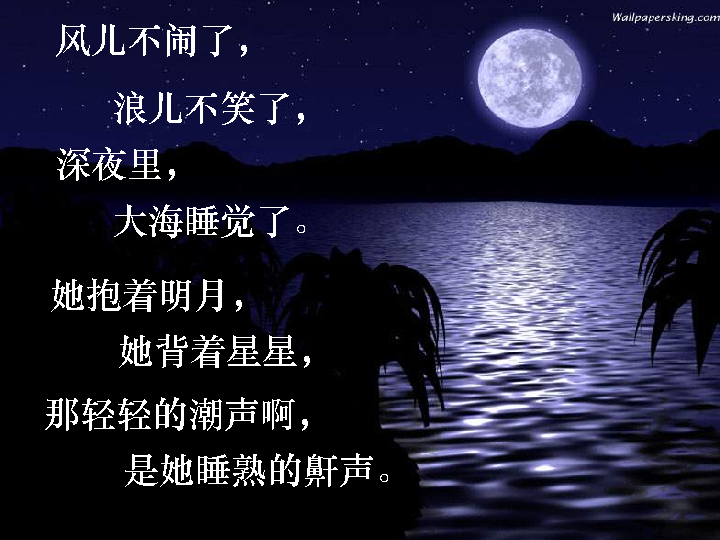 Wallpapersking.com
风儿不闹了，
浪儿不笑了，
深夜里，
大海睡觉了。
她抱着明月，
她背着星星，
那轻轻的潮声啊，
是她睡熟的鼾声。